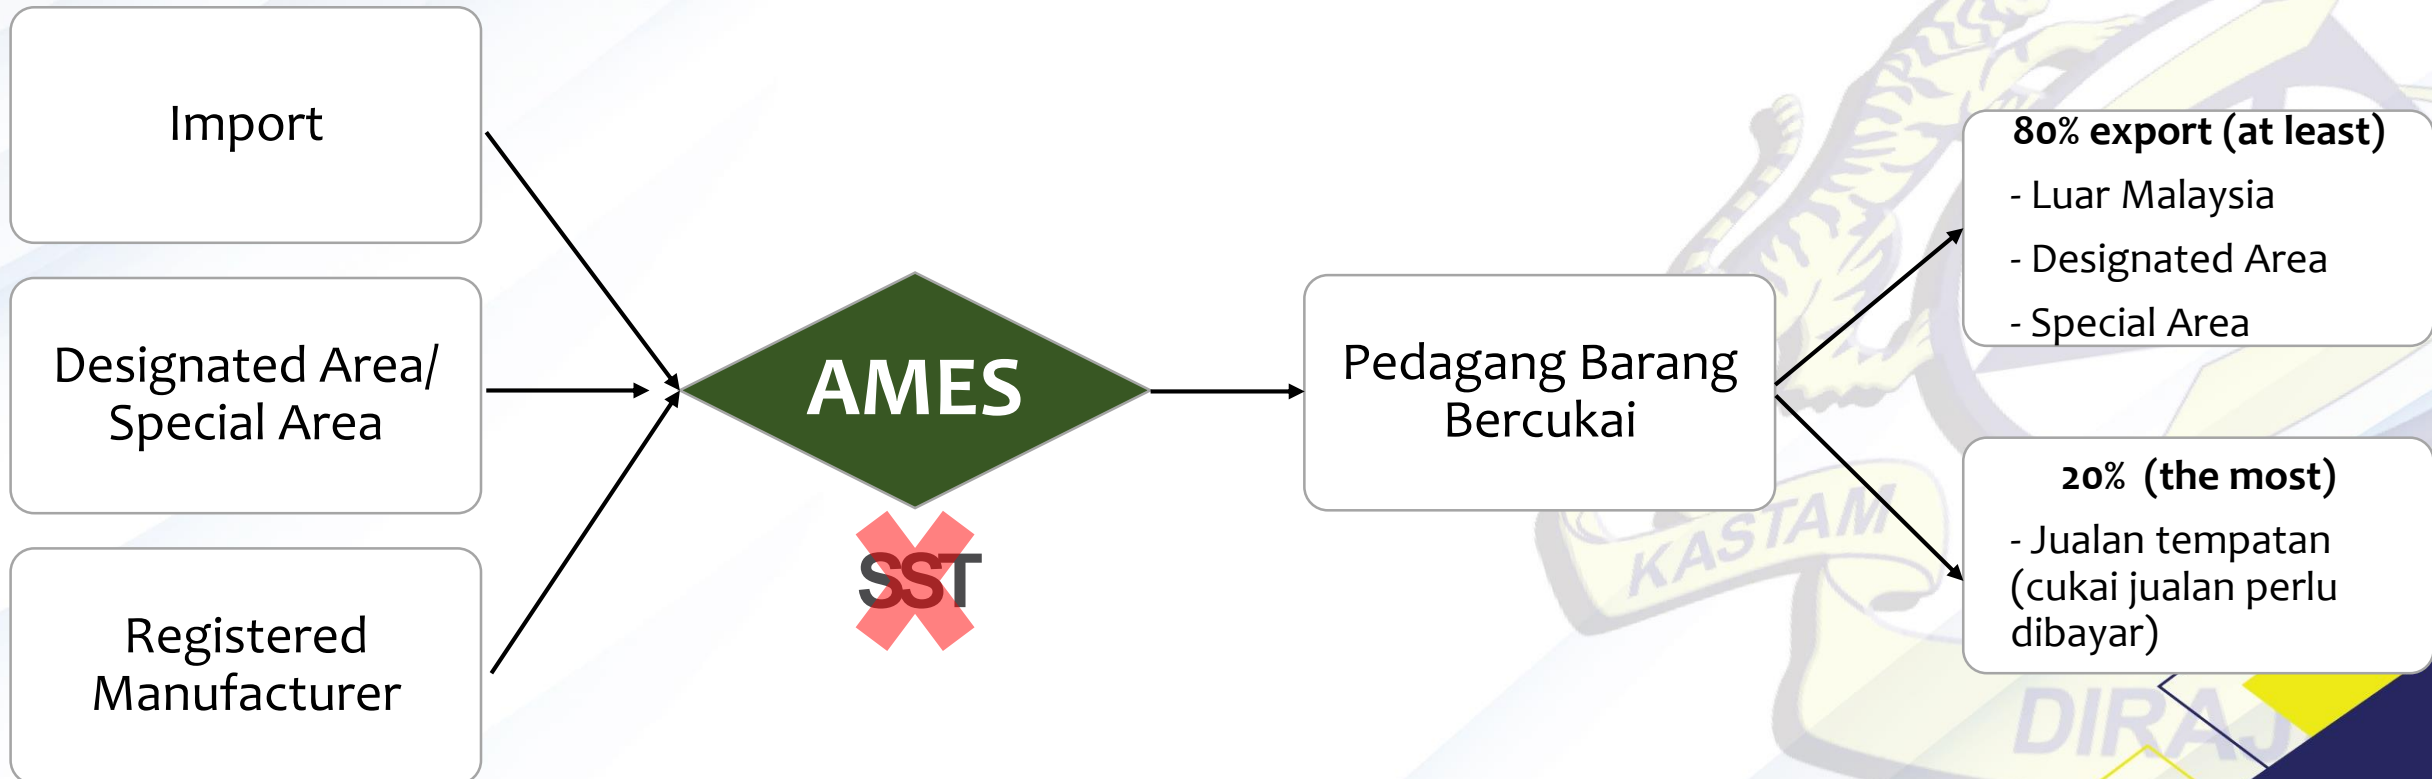 Import
Designated Area/
Special Area
Registered
Manufacturer
AMES
SST
Pedagang Barang
Bercukai
80% export (at least)
- Luar Malaysia
- Designated Area
- Special Area
20% (the most)
- Jualan tempatan
(cukai jualan perlu
dibayar)
KASTAM
DIRAJ